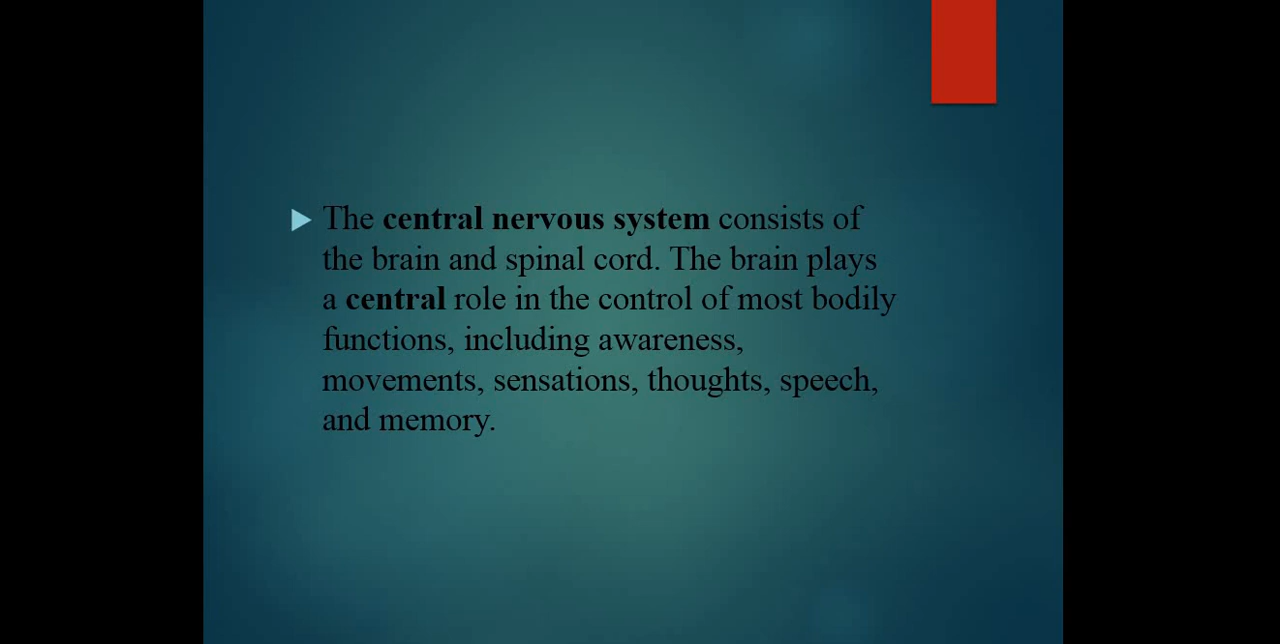 The central nervous system consists of
the brain and spinal cord. The brain plays
a central role in the control of most bodily
functions, including awareness,
movements, sensations, thoughts, speech,
and memory.